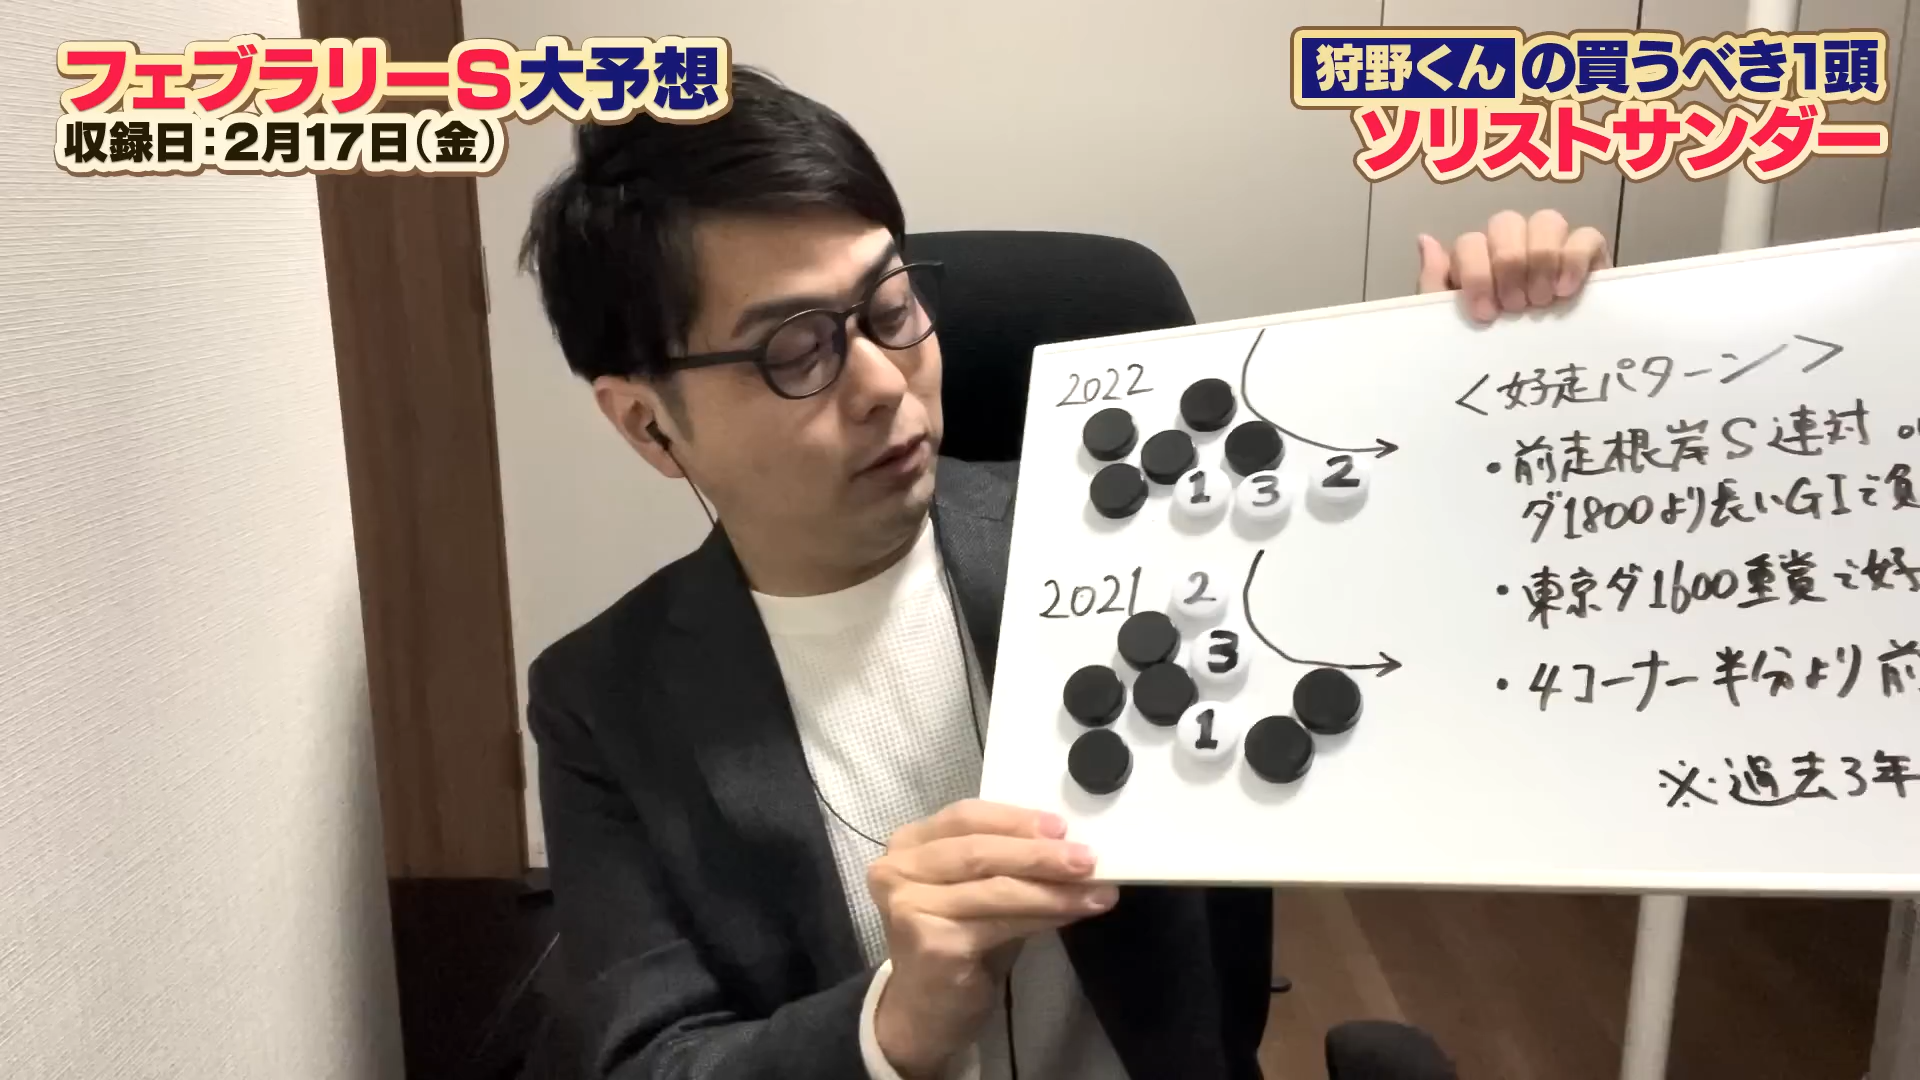 フェブラリーS大予想
収録日：2月17日（金）
狩野くんの買うべき1頭
ソリストサンダー
2022
1 3 2
2021
2
3
1
＜好走パターン＞
・前走根岸S連対
ダ1800より長いGIで負
・東京ダ1600重賞で好
・4コーナー半分より前
※過去3年